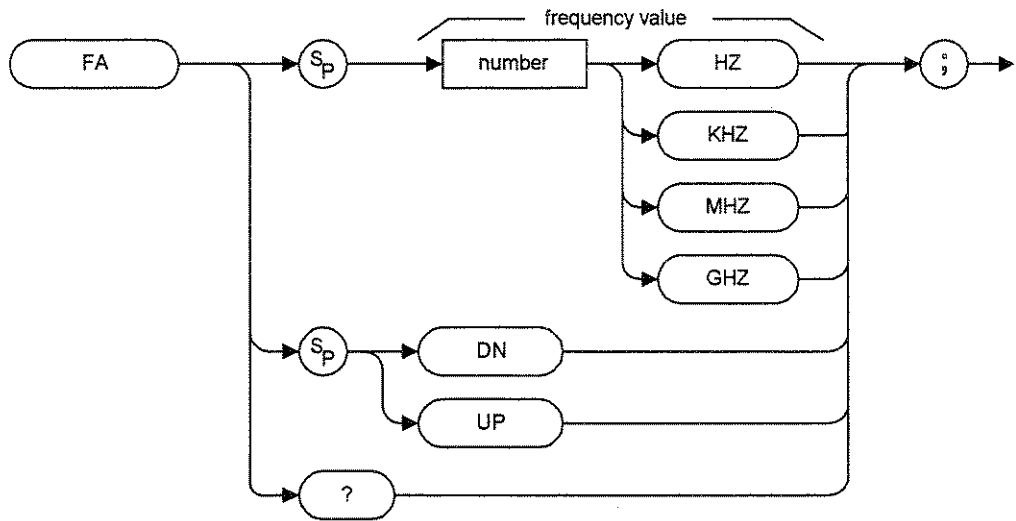 frequency value
FA
SP
number
HZ
;
KHZ
MHZ
GHZ
SP
DN
UP
?